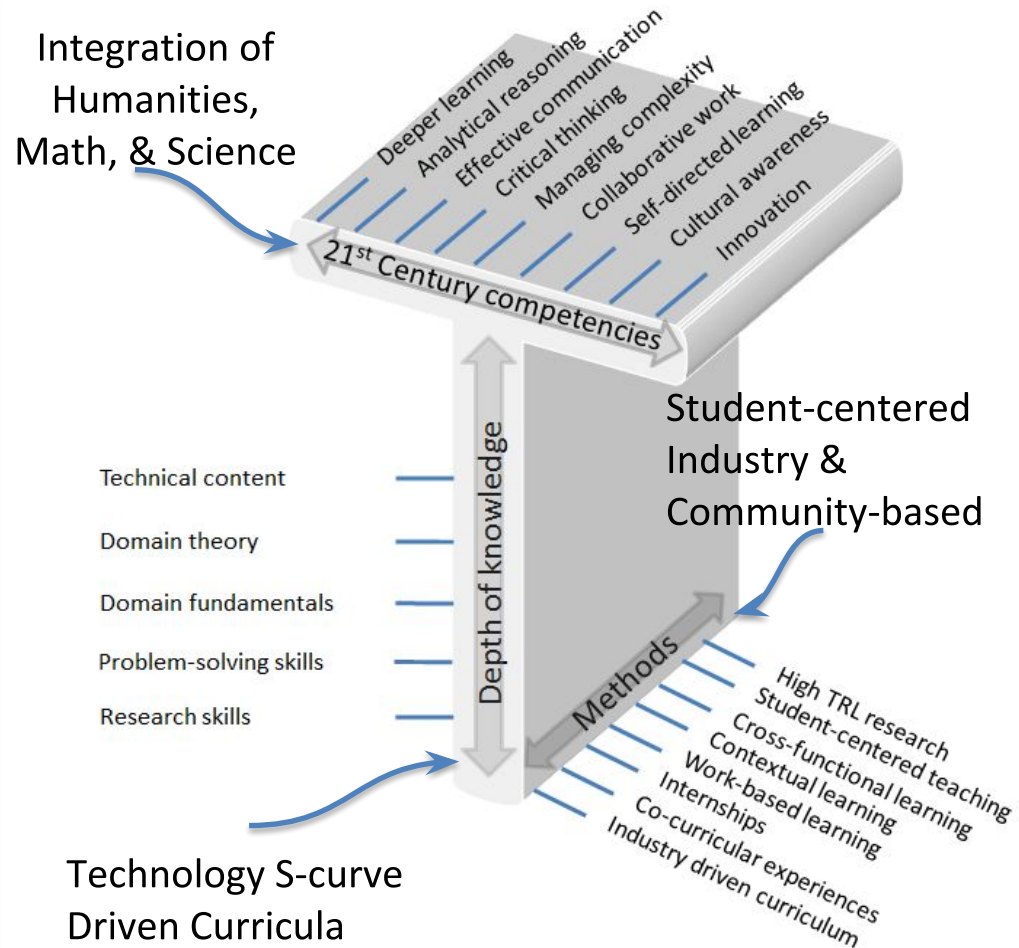 Integration of
Humanities,
Math, & Science
Deeper learning
Analytical reasoning
Effective communication
Critical thinking
Managing complexity
Collaborative work
Self-directed learning
Cultural awareness
Innovation
21st Century competencies
Student-centered
Industry &
Community-based
Depth of knowledge
Technical content
Domain theory
Domain fundamentals
Problem-solving skills
Research skills
Methods
High TRL research
Student-centered teaching
Cross-functional learning
Contextual learning
Work-based learning
Internships
Co-curricular experiences
Industry driven curriculum
Technology S-curve
Driven Curricula